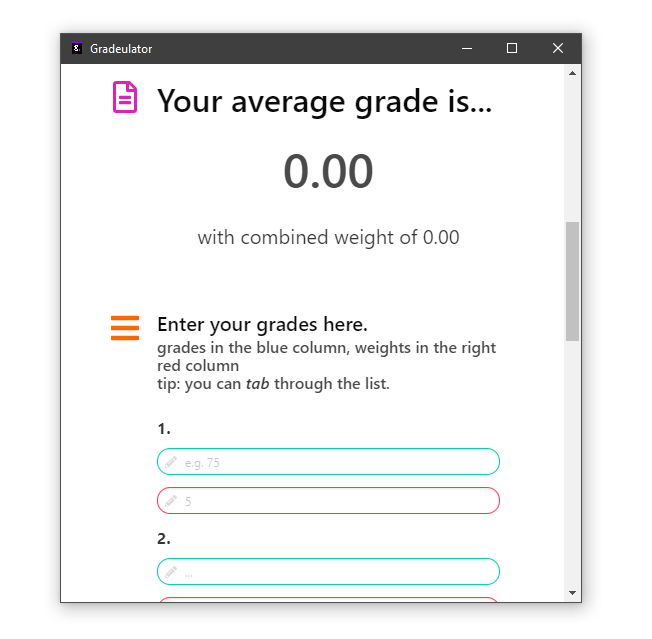 Gradeulator
Your average grade is...
0.00
with combined weight of 0.00
Enter your grades here.
grades in the blue column, weights in the right
red column
tip: you can tab through the list.
1.
e.g. 75
5
2.
...